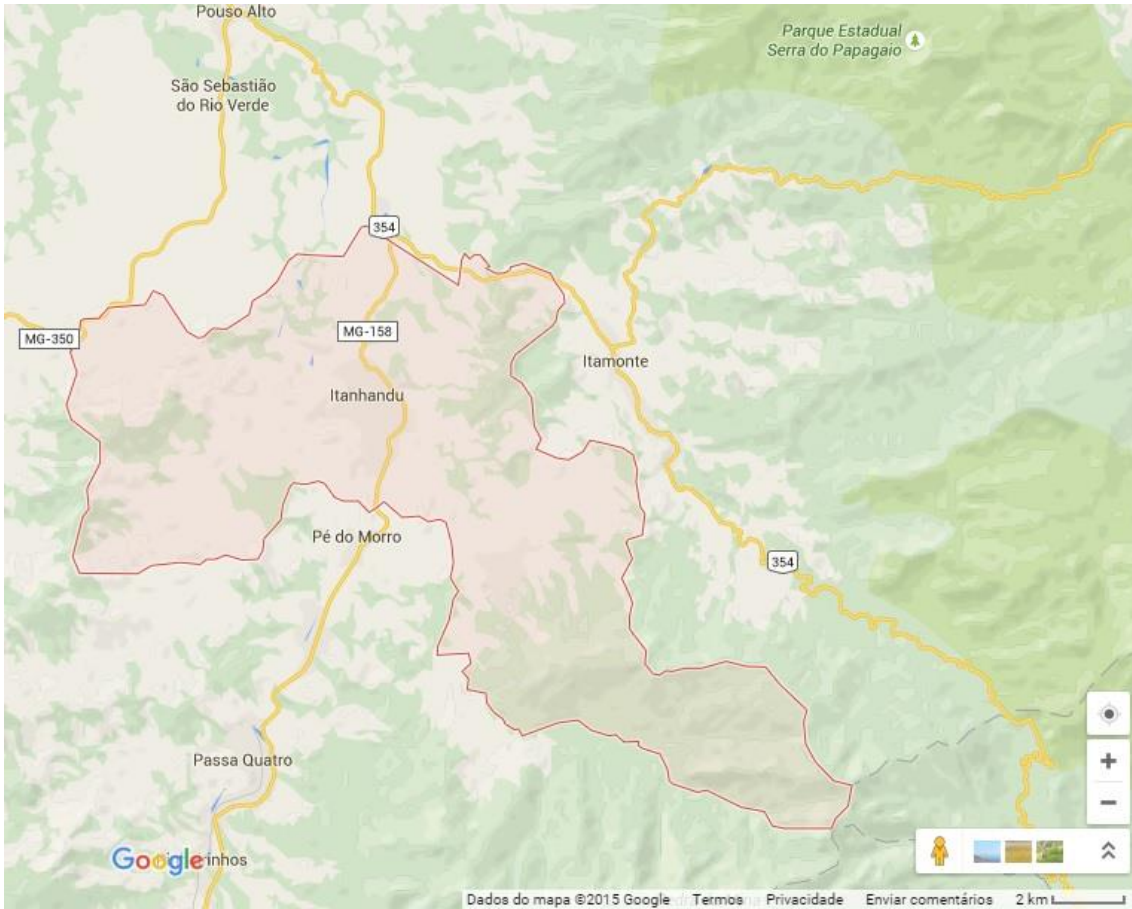 Pouso Alto
Parque Estadual
Serra do Papagaio
São Sebastião
do Rio Verde
354
MG-350
MG-158
Itamonte
Itanhandu
Pé do Morro
354
Passa Quatro
Google
rinhos
Dados do mapa ©2015 Google Termos Privacidade Enviar comentários 2 km